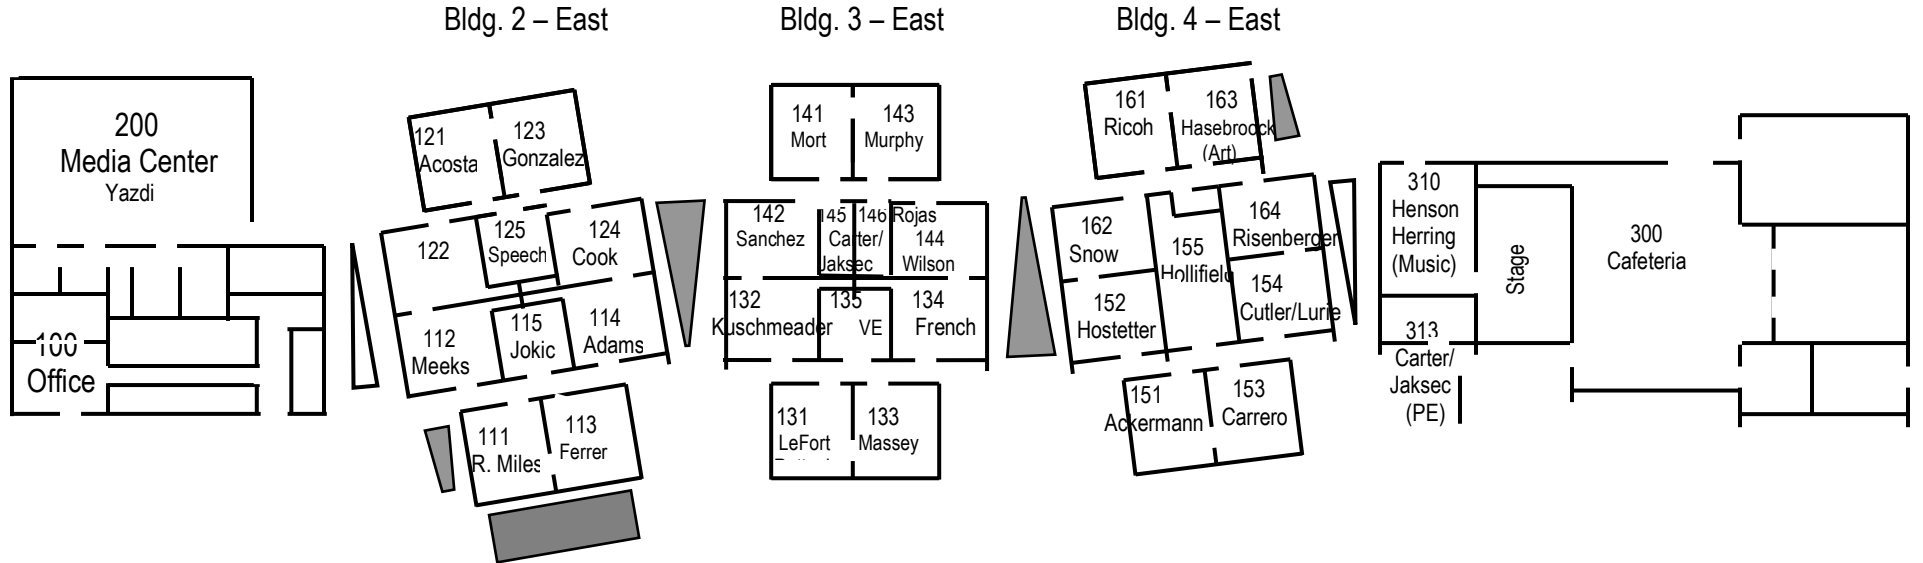 Bldg. 2 – East
Bldg. 3 – East
Bldg. 4 – East
200
Media Center
Yazdi
100
Office
121
Acosta
123
Gonzalez
122
125
Speech
124
Cook
112
Meeks
115
Jokic
114
Adams
111
R. Miles
113
Ferrer
141
Mort
143
Murphy
142
Sanchez
145
Carter/
Jaksec
146 Rojas
144
Wilson
132
Kuschmeader
135
VE
134
French
131
LeFort
133
Massey
161
Ricoh
163
Hasebroock
(Art)
162
Snow
155
Hollifield
164
Risenberger
152
Hostetter
154
Cutler/Lurie
151
Ackermann
153
Carrero
310
Henson
Herring
(Music)
313
Carter/
Jaksec
(PE)
Stage
300
Cafeteria